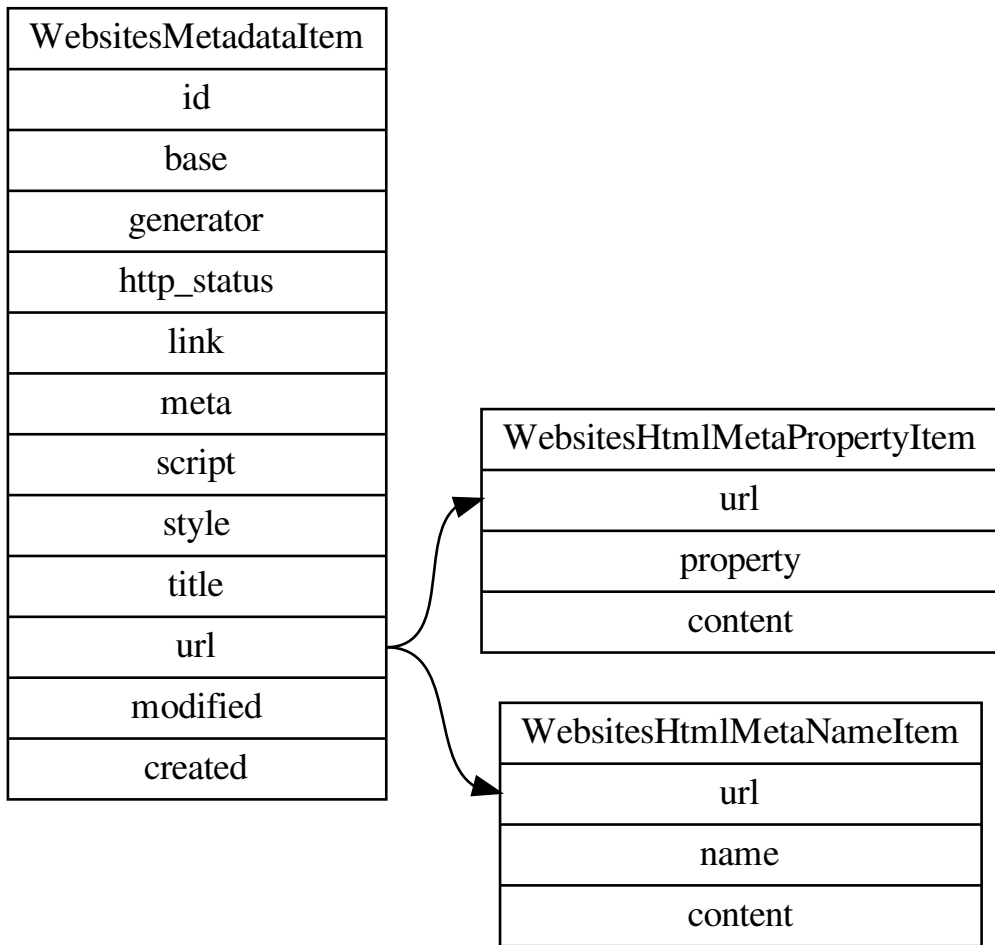 WebsitesMetadataItem
id
base
generator
http_status
link
meta
script
style
title
url
modified
created
WebsitesHtmlMetaPropertyItem
url
property
content
WebsitesHtmlMetaNameItem
url
name
content